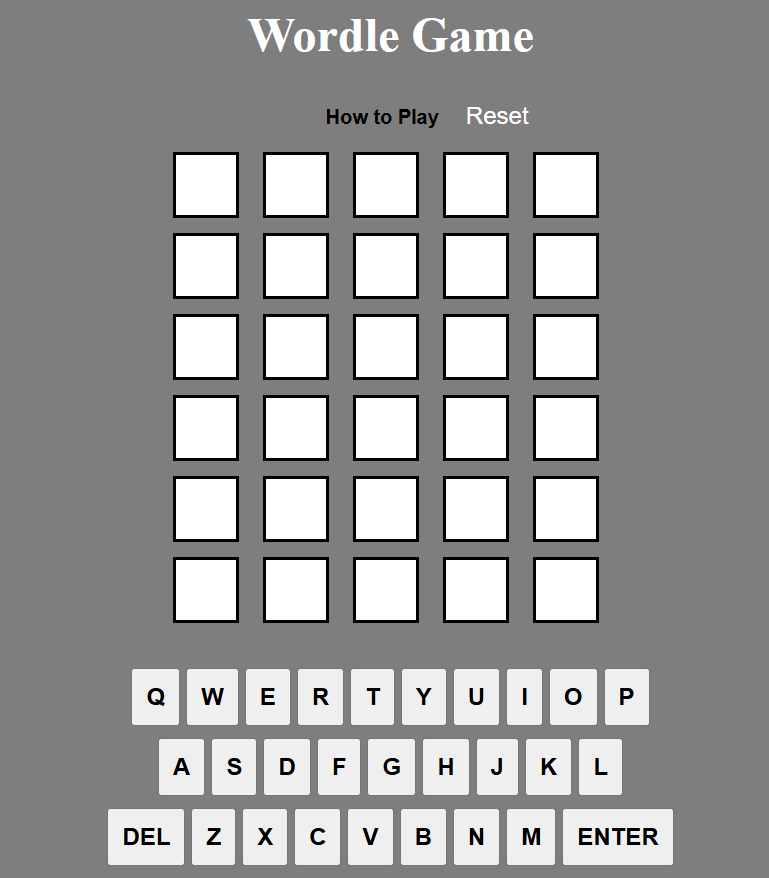 Wordle Game
How to Play Reset
Q W E R T Y U I O P
A S D F G H J K L
DEL Z X C V B N M ENTER